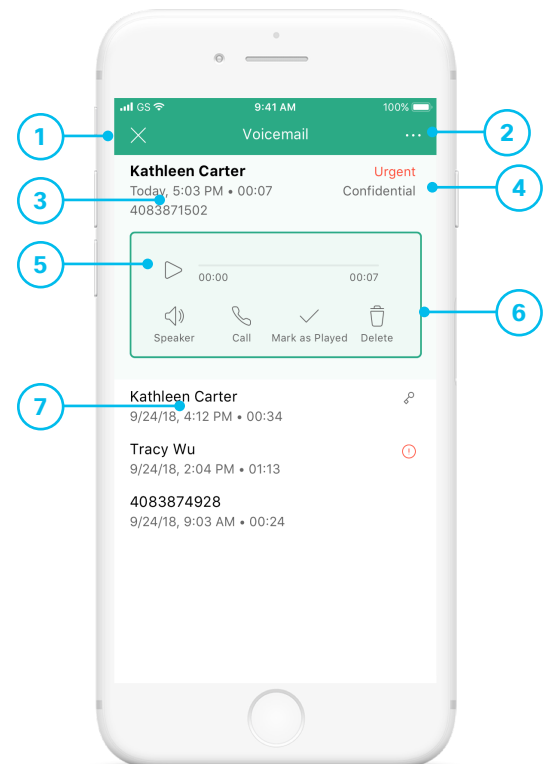 GS 9:41 AM 100%
1
Voicemail
2
Kathleen Carter Urgent
Today, 5:03 PM • 00:07 Confidential
3
4
4083871502
5
00:00 00:07
6
Speaker Call Mark as Played Delete
Kathleen Carter
7
9/24/18, 4:12 PM • 00:34
Tracy Wu
9/24/18, 2:04 PM • 01:13
4083874928
9/24/18, 9:03 AM • 00:24